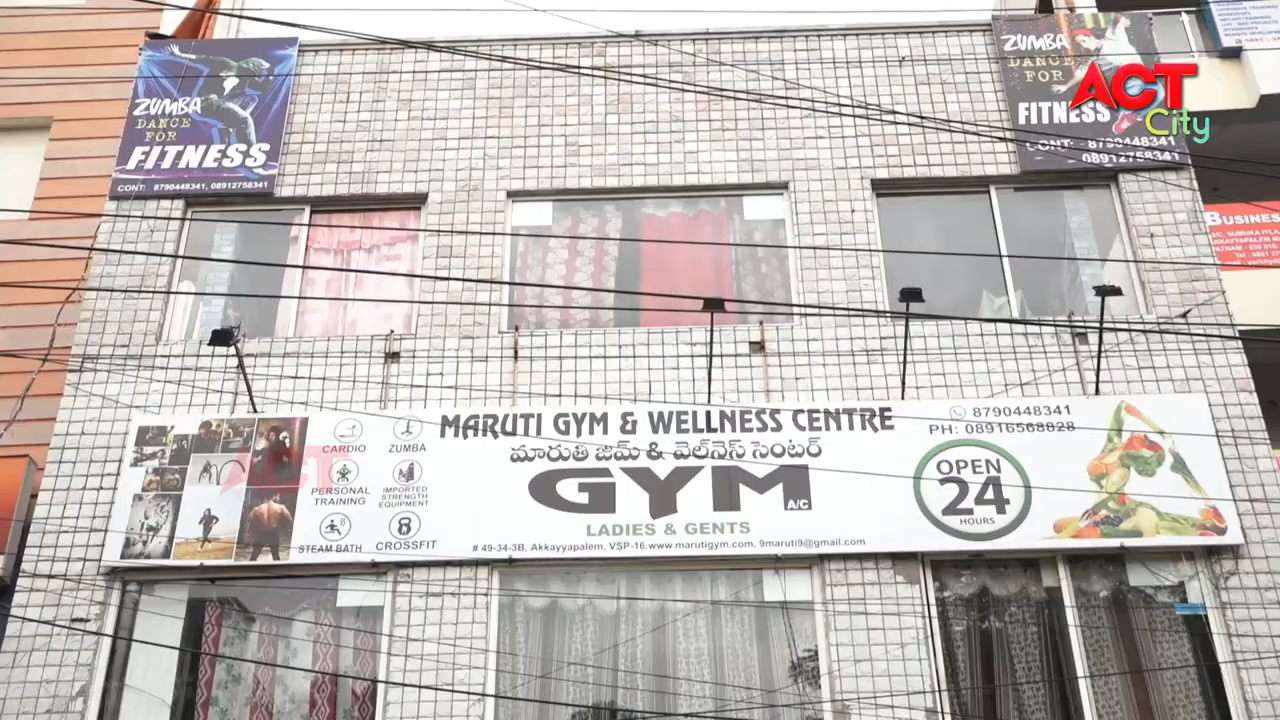 ZUMBA
DANCE
FOR
FITNESS
CONT: 8790448341, 08912758341
ZUMBA
DANCE
FOR
FITNESS
CONT: 8790448341
08912758341
ACT
City
BUSINES
MARUTI GYM & WELLNESS CENTRE
మారుతి జిమ్ & వెల్‌నెస్ సెంటర్
GYM
A/C
LADIES & GENTS
# 49-34-3B, Akkayyapalem, VSP-16.www.marutigym.com, 9maruti9@gmail.com
CARDIO
ZUMBA
PERSONAL
TRAINING
IMPORTED
STRENGTH
EQUIPMENT
STEAM BATH
CROSSFIT
8790448341
PH: 08916568828
OPEN
24
HOURS
ACT